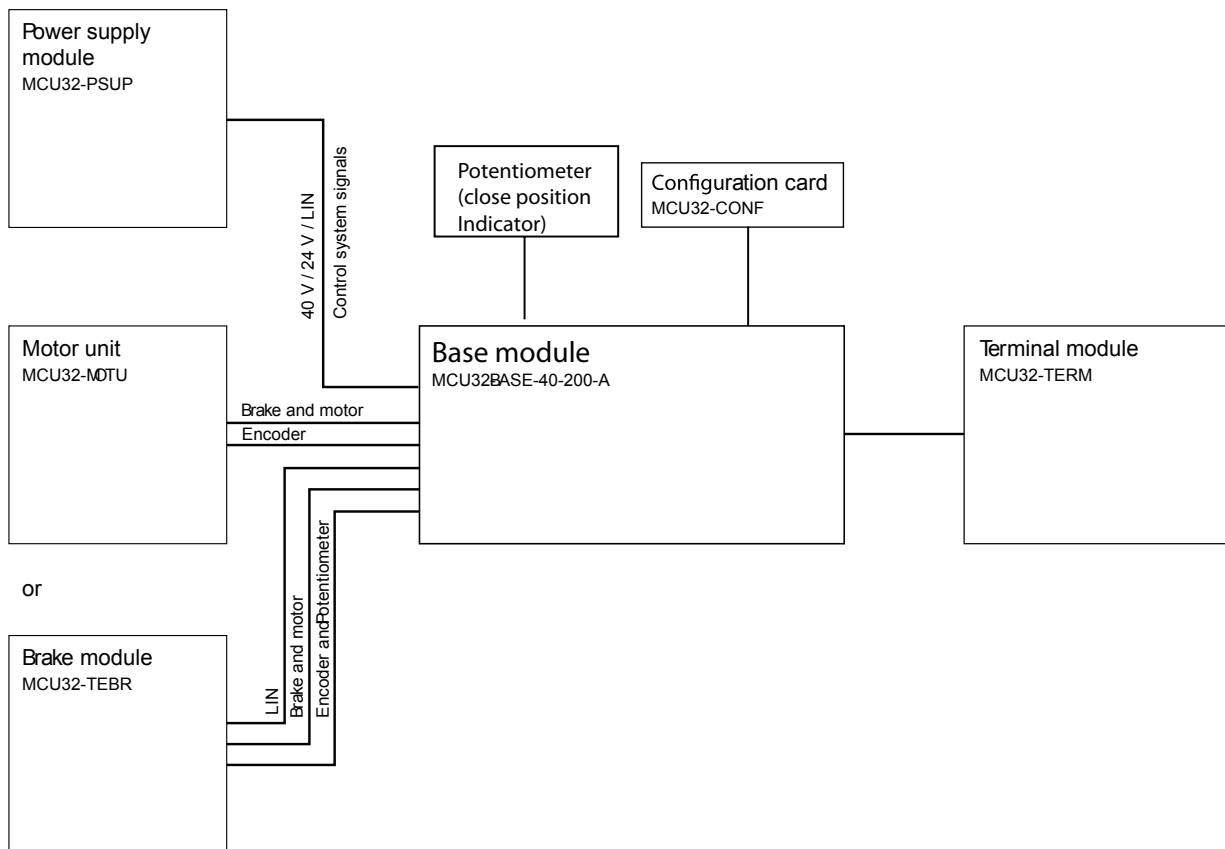 Power supply
module
MCU32-PSUP
40 V / 24 V / LIN
Control system signals
Potentiometer
(close position
Indicator)
Configuration card
MCU32-CONF
Motor unit
MCU32-MOTU
Brake and motor
Encoder
Base module
MCU32-BASE-40-200-A
Terminal module
MCU32-TERM
or
Brake module
MCU32-TEBR
LIN
Brake and motor
Encoder and Potentiometer